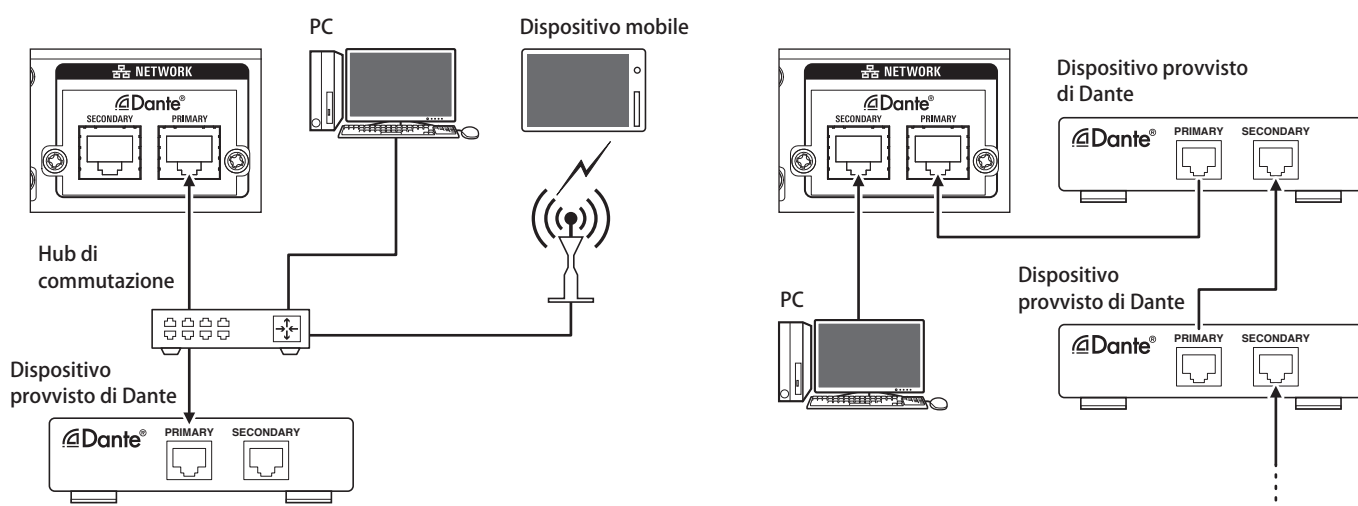 PC
Dispositivo mobile
NETWORK
Dante®
SECONDARY PRIMARY
Hub di
commutazione
Dispositivo
provvisto di Dante
Dante®
PRIMARY SECONDARY
NETWORK
Dante®
SECONDARY PRIMARY
Dispositivo provvisto
di Dante
Dante®
PRIMARY SECONDARY
Dispositivo
provvisto di Dante
PC
Dante®
PRIMARY SECONDARY